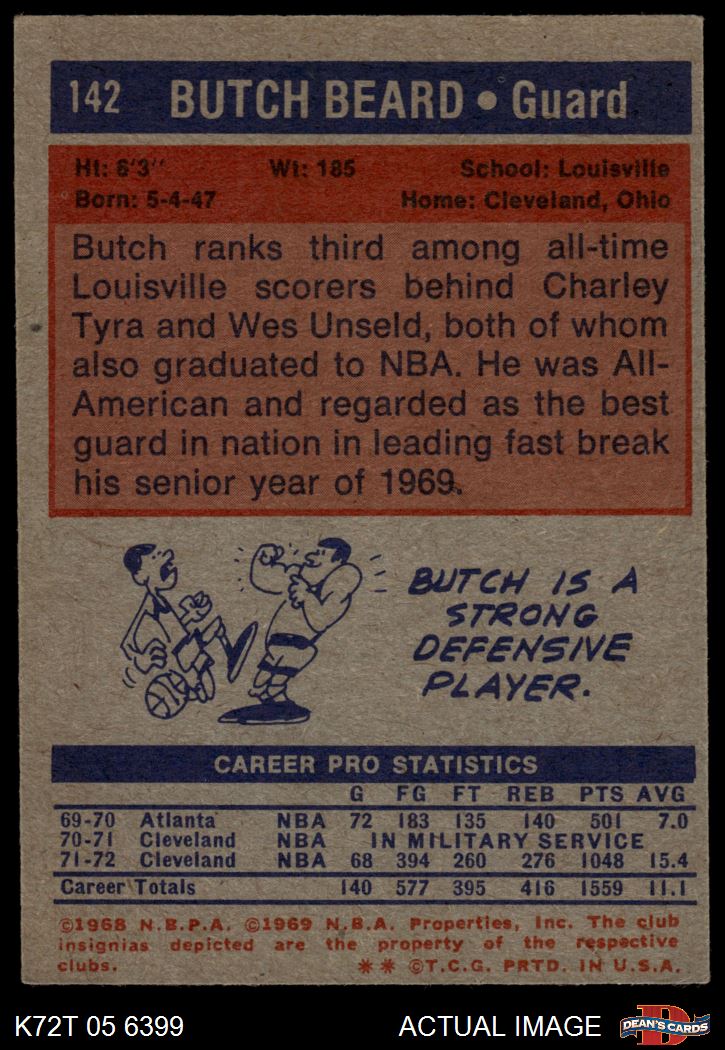 142 BUTCH BEARD • Guard
Ht: 6'3" Wt: 185 School: Louisville
Born: 5-4-47 Home: Cleveland, Ohio
Butch ranks third among all-time
Louisville scorers behind Charley
Tyra and Wes Unseld, both of whom
also graduated to NBA. He was All-
American and regarded as the best
guard in nation in leading fast break
his senior year of 1969.
BUTCH IS A
STRONG
DEFENSIVE
PLAYER.
CAREER PRO STATISTICS
G FG FT REB PTS AVG
69-70 Atlanta NBA 72 183 135 140 501 7.0
70-71 Cleveland NBA IN MILITARY SERVICE
71-72 Cleveland NBA 68 394 260 276 1048 15.4
Career Totals 140 577 395 416 1559 11.1
©1968 N.B.P.A. ©1969 N.B.A. Properties, Inc. The club
insignias depicted are the property of the respective
clubs. ** ©T.C.G. PRTD. IN U.S.A.
K72T 05 6399 ACTUAL IMAGE D DEAN'S CARDS